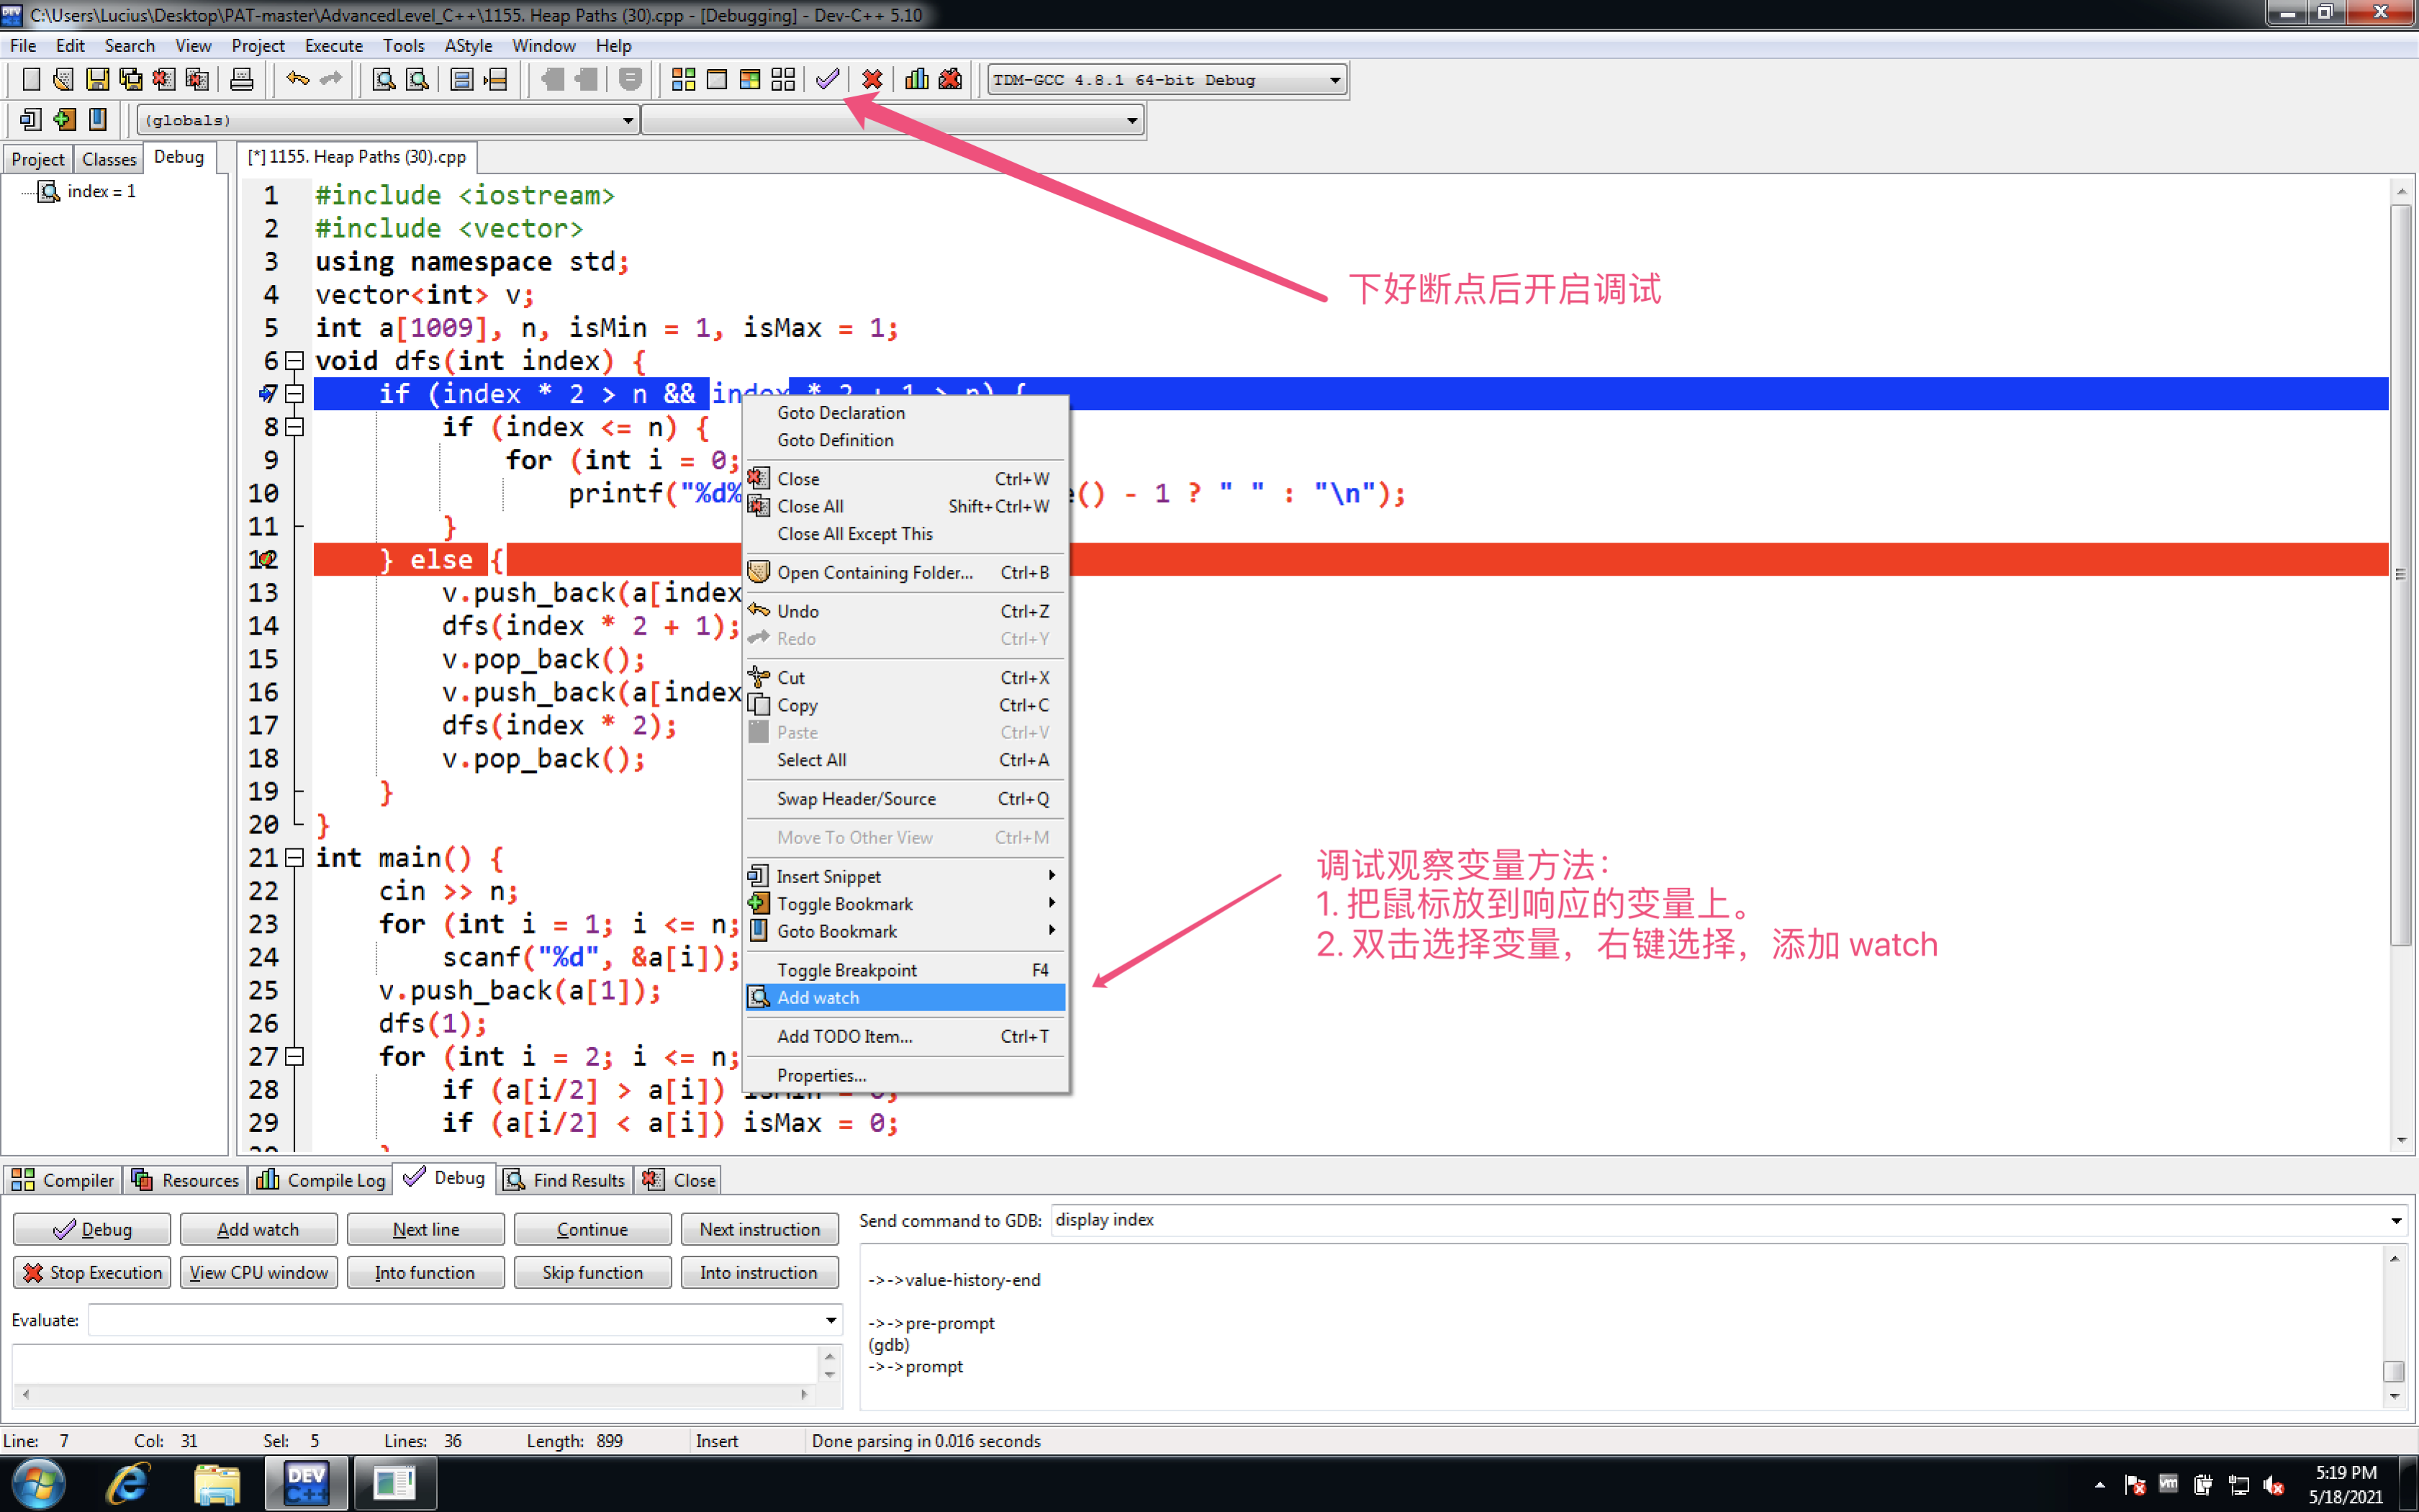 C:\Users\Lucius\Desktop\PAT-master\AdvancedLevel_C++\1155. Heap Paths (30).cpp - [Debugging] - Dev-C++ 5.10
File Edit Search View Project Execute Tools AStyle Window Help
TDM-GCC 4.8.1 64-bit Debug
(globals)
Project Classes Debug
[*] 1155. Heap Paths (30).cpp
index = 1
1 #include <iostream>
2 #include <vector>
3 using namespace std;
4 vector<int> v;
5 int a[1009], n, isMin = 1, isMax = 1;
6 void dfs(int index) {
7 if (index * 2 > n && index * 2 + 1 > n) {
8 if (index <= n) {
9 for (int i = 0;
10 printf("%d% () - 1 ? " " : "\n");
11 }
12 } else {
13 v.push_back(a[index
14 dfs(index * 2 + 1);
15 v.pop_back();
16 v.push_back(a[index
17 dfs(index * 2);
18 v.pop_back();
19 }
20 }
21 int main() {
22 cin >> n;
23 for (int i = 1; i <= n;
24 scanf("%d", &a[i]);
25 v.push_back(a[1]);
26 dfs(1);
27 for (int i = 2; i <= n;
28 if (a[i/2] > a[i]) isMin = 0;
29 if (a[i/2] < a[i]) isMax = 0;
下好断点后开启调试
Goto Declaration
Goto Definition
Close Ctrl+W
Close All Shift+Ctrl+W
Close All Except This
Open Containing Folder... Ctrl+B
Undo Ctrl+Z
Redo Ctrl+Y
Cut Ctrl+X
Copy Ctrl+C
Paste Ctrl+V
Select All Ctrl+A
Swap Header/Source Ctrl+Q
Move To Other View Ctrl+M
Insert Snippet
Toggle Bookmark
Goto Bookmark
Toggle Breakpoint F4
Add watch
Add TODO Item... Ctrl+T
Properties...
调试观察变量方法：
1. 把鼠标放到响应的变量上。
2. 双击选择变量，右键选择，添加 watch
Compiler Resources Compile Log Debug Find Results Close
Debug Add watch Next line Continue Next instruction
Stop Execution View CPU window Into function Skip function Into instruction
Evaluate:
Send command to GDB: display index
->->value-history-end
->->pre-prompt
(gdb)
->->prompt
Line: 7 Col: 31 Sel: 5 Lines: 36 Length: 899 Insert Done parsing in 0.016 seconds
DEV C++
5:19 PM
5/18/2021